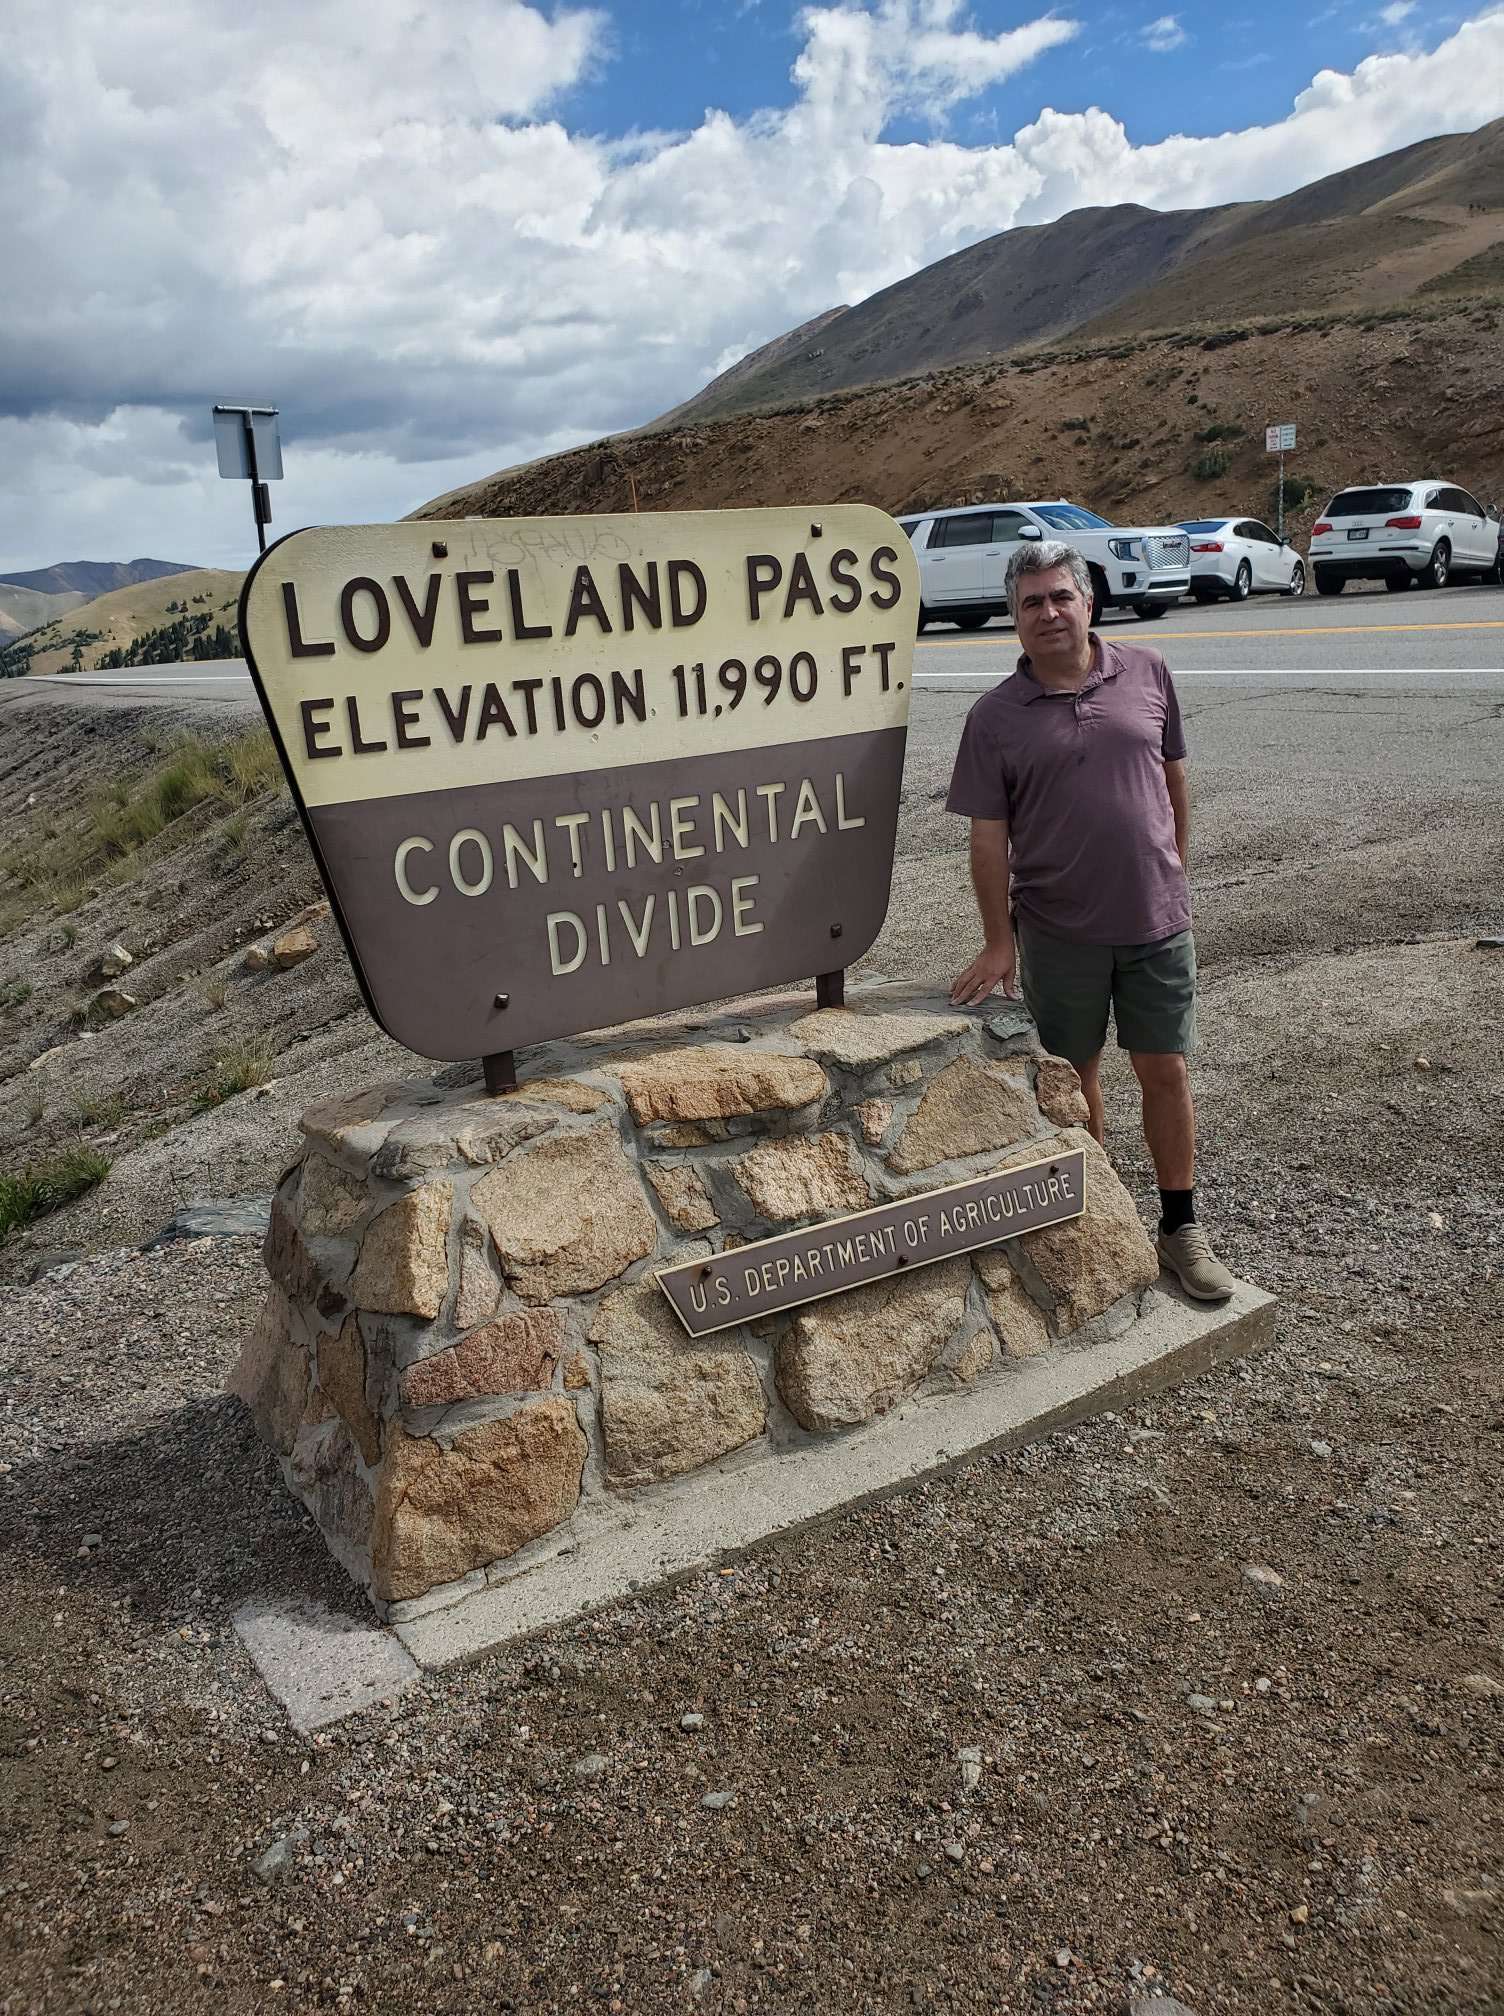 LOVELAND PASS
ELEVATION 11,990 FT.
CONTINENTAL
DIVIDE
U.S. DEPARTMENT OF AGRICULTURE